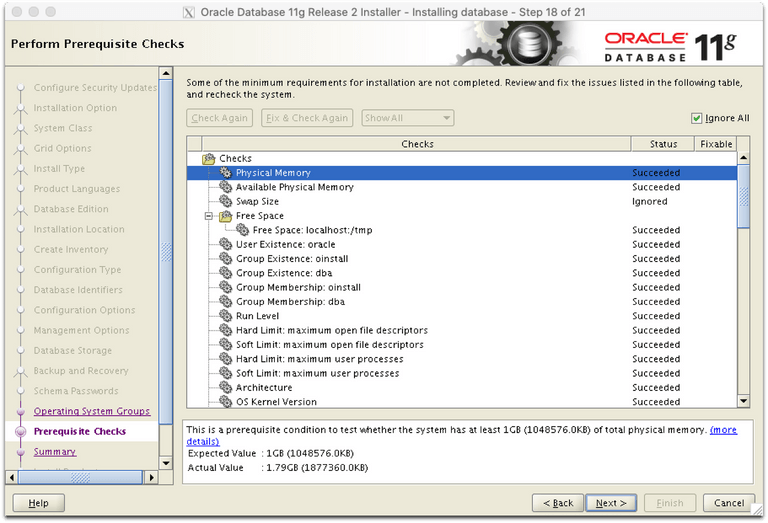 Oracle Database 11g Release 2 Installer - Installing database - Step 18 of 21
Perform Prerequisite Checks
ORACLE
DATABASE 11g
Configure Security Updates
Installation Option
System Class
Grid Options
Install Type
Product Languages
Database Edition
Installation Location
Create Inventory
Configuration Type
Database Identifiers
Configuration Options
Management Options
Database Storage
Backup and Recovery
Schema Passwords
Operating System Groups
Prerequisite Checks
Summary
Some of the minimum requirements for installation are not completed. Review and fix the issues listed in the following table,
and recheck the system.
Check Again Fix & Check Again Show All Ignore All
Checks Status Fixable
Checks
Physical Memory Succeeded
Available Physical Memory Succeeded
Swap Size Ignored
Free Space
Free Space: localhost:/tmp Succeeded
User Existence: oracle Succeeded
Group Existence: oinstall Succeeded
Group Existence: dba Succeeded
Group Membership: oinstall Succeeded
Group Membership: dba Succeeded
Run Level Succeeded
Hard Limit: maximum open file descriptors Succeeded
Soft Limit: maximum open file descriptors Succeeded
Hard Limit: maximum user processes Succeeded
Soft Limit: maximum user processes Succeeded
Architecture Succeeded
OS Kernel Version Succeeded
This is a prerequisite condition to test whether the system has at least 1GB (1048576.0KB) of total physical memory. (more
details)
Expected Value : 1GB (1048576.0KB)
Actual Value : 1.79GB (1877360.0KB)
Help < Back Next > Finish Cancel